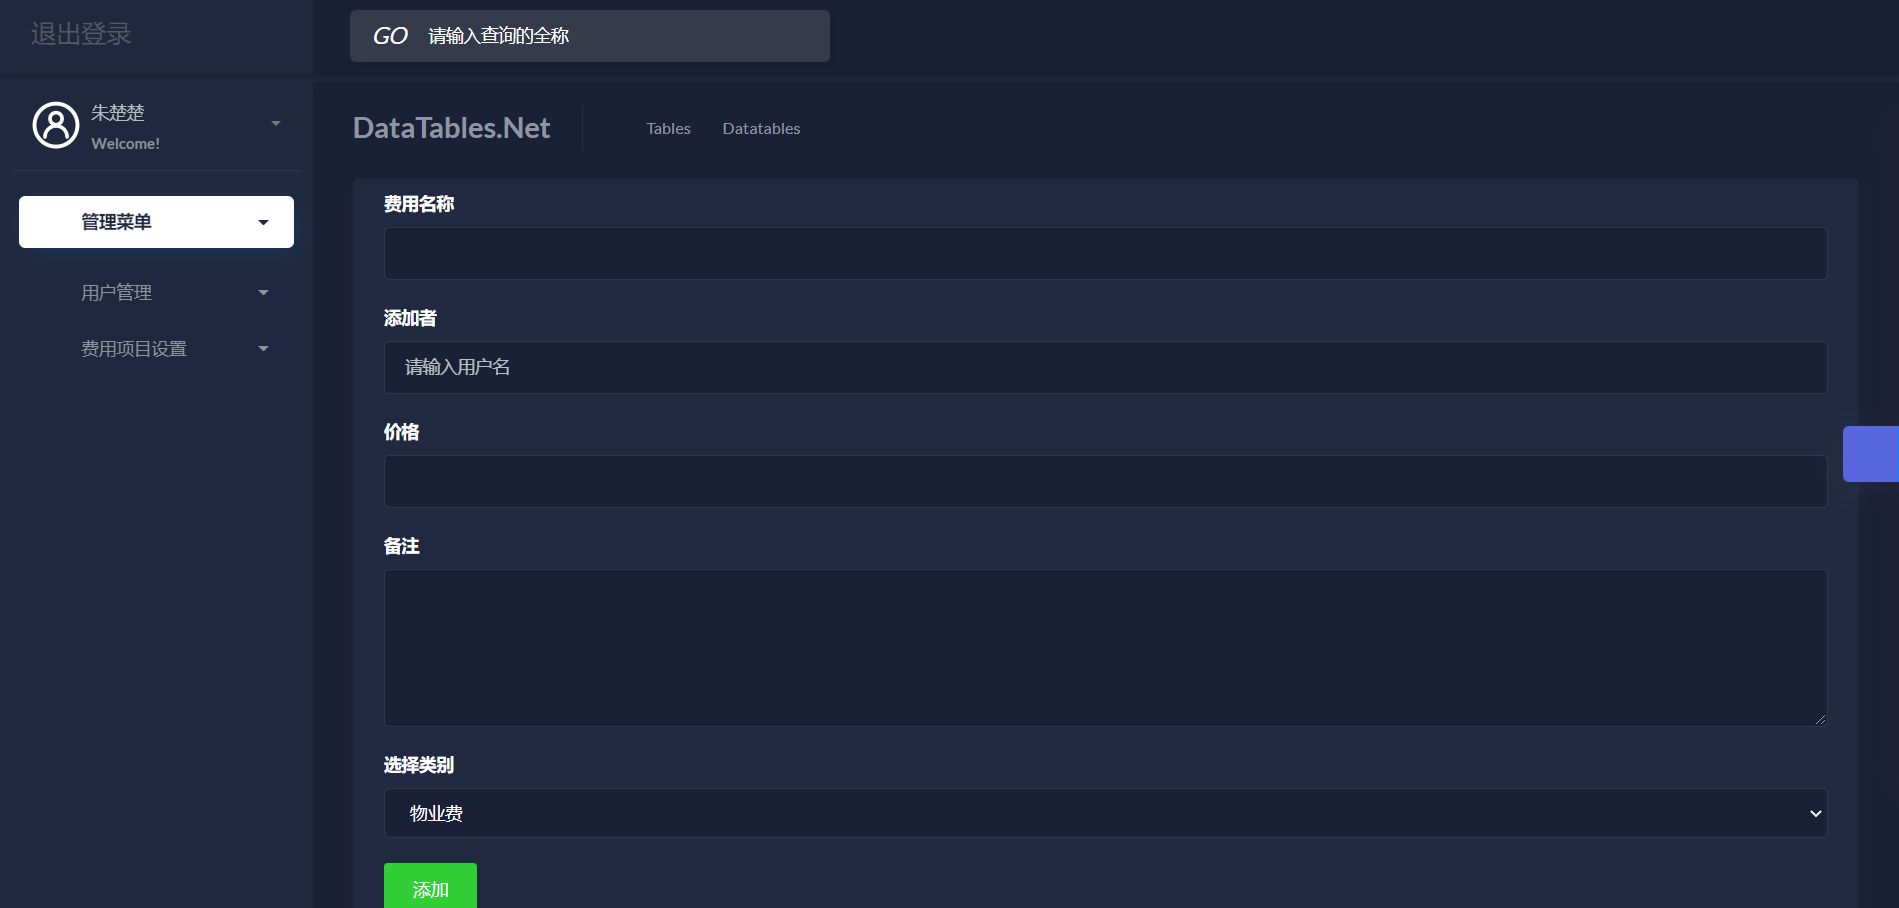 退出登录
GO 请输入查询的全称
朱楚楚
Welcome!
管理菜单
用户管理
费用项目设置
DataTables.Net
Tables Datatables
费用名称
添加者
请输入用户名
价格
备注
选择类别
物业费
添加